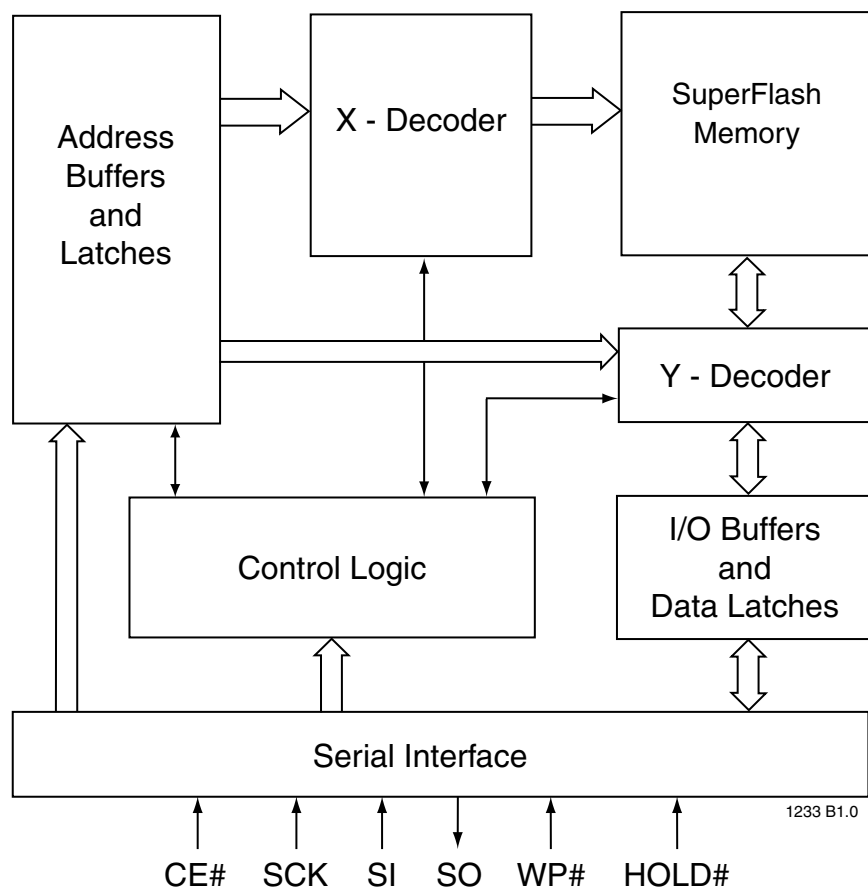 Address
Buffers
and
Latches
X - Decoder
SuperFlash
Memory
Y - Decoder
Control Logic
I/O Buffers
and
Data Latches
Serial Interface
1233 B1.0
CE# SCK SI SO WP# HOLD#